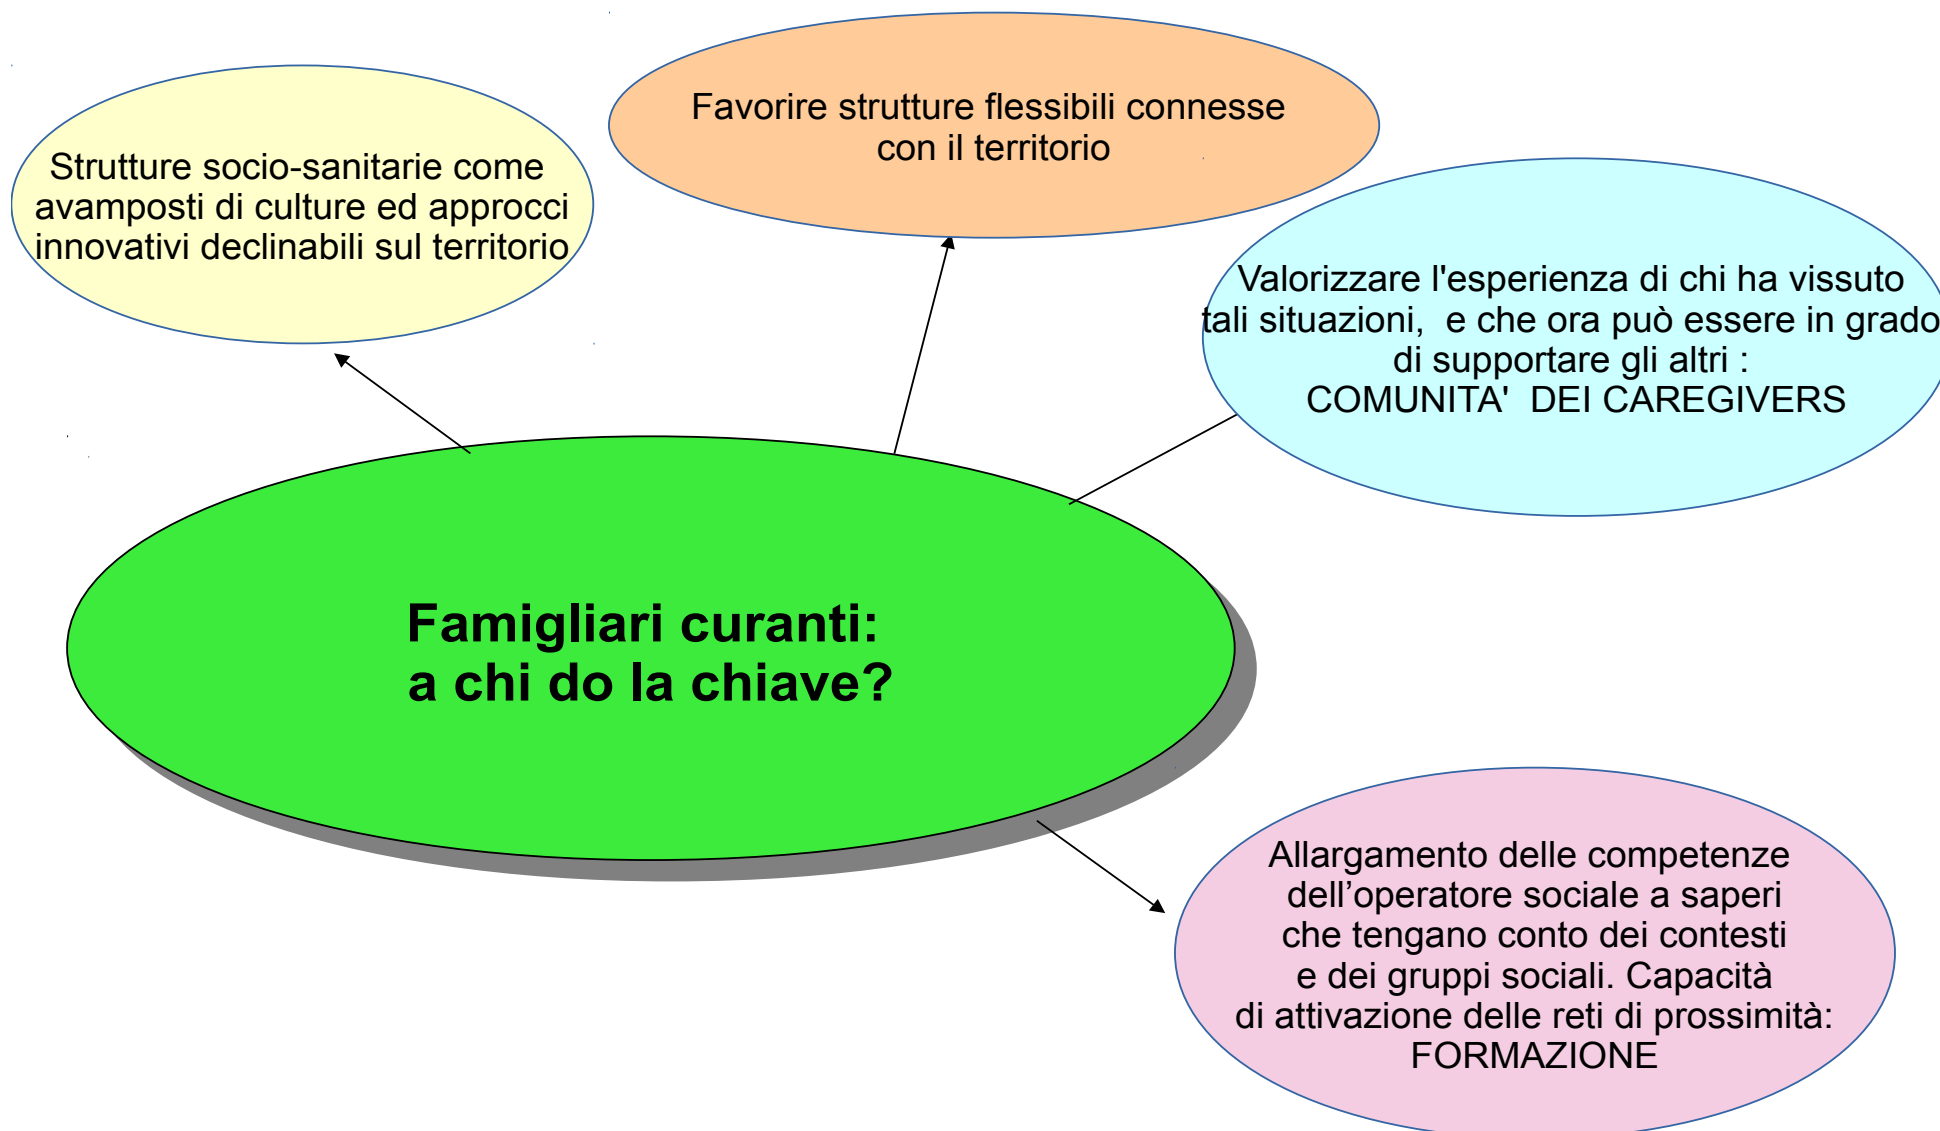 Favorire strutture flessibili connesse
con il territorio
Strutture socio-sanitarie come
avamposti di culture ed approcci
innovativi declinabili sul territorio
Valorizzare l'esperienza di chi ha vissuto
tali situazioni,  e che ora può essere in grado
di supportare gli altri :
COMUNITA'  DEI CAREGIVERS
Famigliari curanti:
a chi do la chiave?
Allargamento delle competenze
dell’operatore sociale a saperi
che tengano conto dei contesti
e dei gruppi sociali. Capacità
di attivazione delle reti di prossimità:
FORMAZIONE